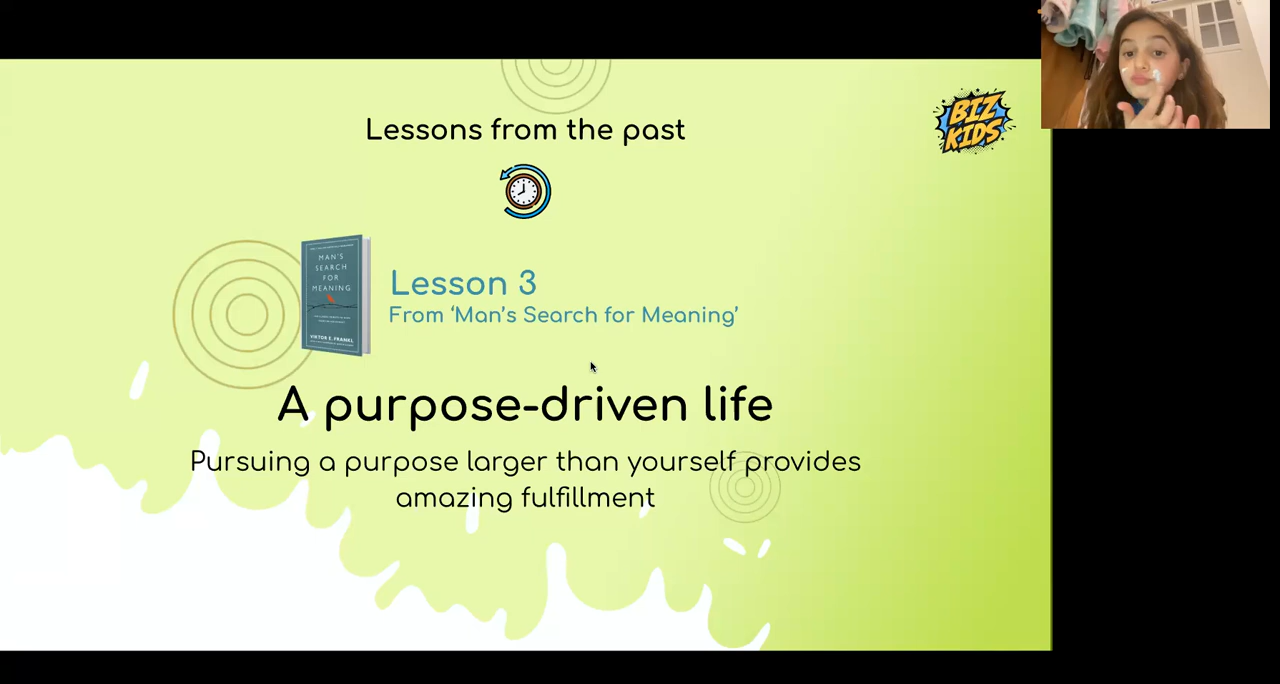 Lessons from the past
BIZ
KIDS
MAN'S
SEARCH
FOR
MEANING
VIKTOR E. FRANKL
Lesson 3
From ‘Man’s Search for Meaning’
A purpose-driven life
Pursuing a purpose larger than yourself provides
amazing fulfillment